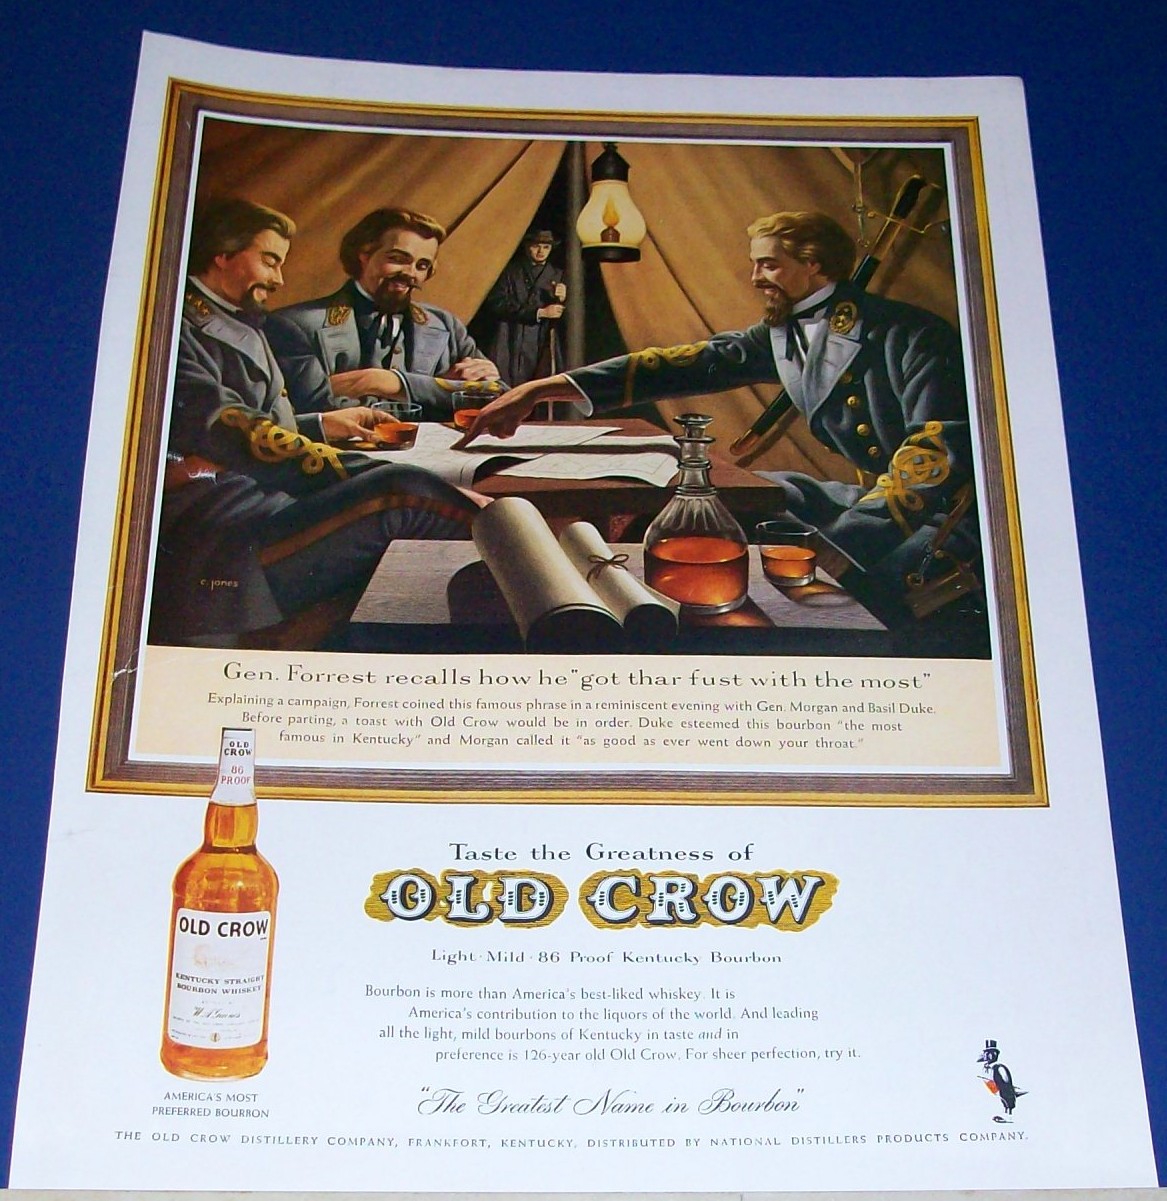 c. jones
Gen. Forrest recalls how he "got thar fust with the most"
Explaining a campaign, Forrest coined this famous phrase in a reminiscent evening with Gen. Morgan and Basil Duke.
Before parting, a toast with Old Crow would be in order. Duke esteemed this bourbon "the most
famous in Kentucky" and Morgan called it "as good as ever went down your throat."
OLD
CROW
86
PROOF
OLD CROW
KENTUCKY STRAIGHT
BOURBON WHISKEY
AMERICA'S MOST
PREFERRED BOURBON
Taste the Greatness of
OLD CROW
Light · Mild · 86 Proof Kentucky Bourbon
Bourbon is more than America's best-liked whiskey. It is
America's contribution to the liquors of the world. And leading
all the light, mild bourbons of Kentucky in taste and in
preference is 126-year old Old Crow. For sheer perfection, try it.
"The Greatest Name in Bourbon"
THE OLD CROW DISTILLERY COMPANY, FRANKFORT, KENTUCKY. DISTRIBUTED BY NATIONAL DISTILLERS PRODUCTS COMPANY.